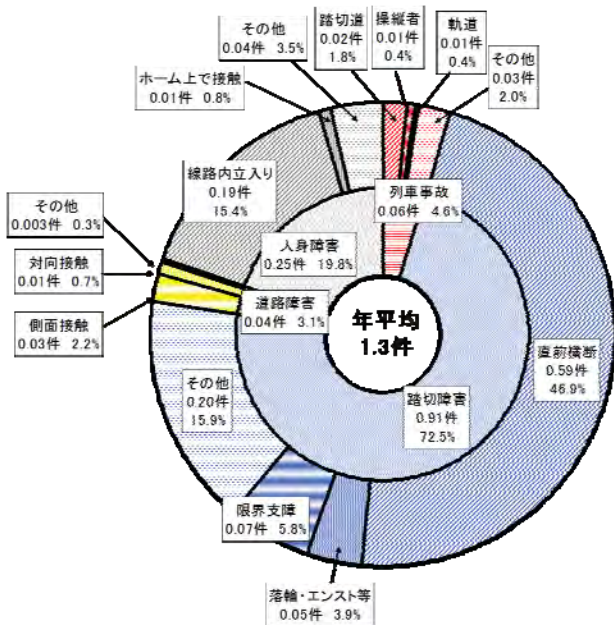 その他
0.04件 3.5%
踏切道
0.02件
1.8%
操縦者
0.01件
0.4%
軌道
0.01件
0.4%
その他
0.03件
2.0%
ホーム上で接触
0.01件 0.8%
線路内立入り
0.19件
15.4%
列車事故
0.06件 4.6%
その他
0.003件 0.3%
人身障害
0.25件 19.8%
対向接触
0.01件 0.7%
道路障害
0.04件 3.1%
側面接触
0.03件 2.2%
年平均
1.3件
直前横断
0.59件
46.9%
その他
0.20件
15.9%
踏切障害
0.91件
72.5%
限界支障
0.07件 5.8%
落輪・エンスト等
0.05件 3.9%